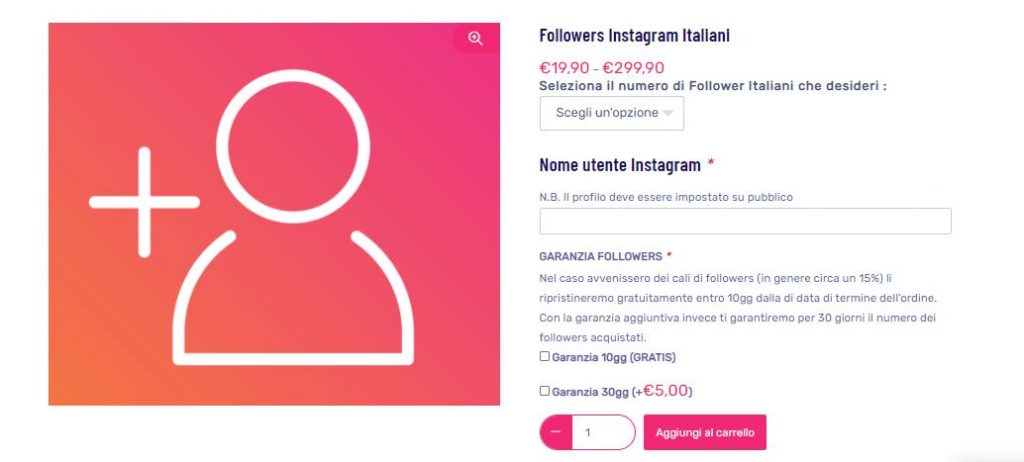 Followers Instagram Italiani
€19,90 - €299,90
Seleziona il numero di Follower Italiani che desideri :
Scegli un'opzione
Nome utente Instagram *
N.B. Il profilo deve essere impostato su pubblico
GARANZIA FOLLOWERS *
Nel caso avvenissero dei cali di followers (in genere circa un 15%) li
ripristineremo gratuitamente entro 10gg dalla di data di termine dell'ordine.
Con la garanzia aggiuntiva invece ti garantiremo per 30 giorni il numero dei
followers acquistati.
Garanzia 10gg (GRATIS)
Garanzia 30gg (+€5,00)
− 1 Aggiungi al carrello